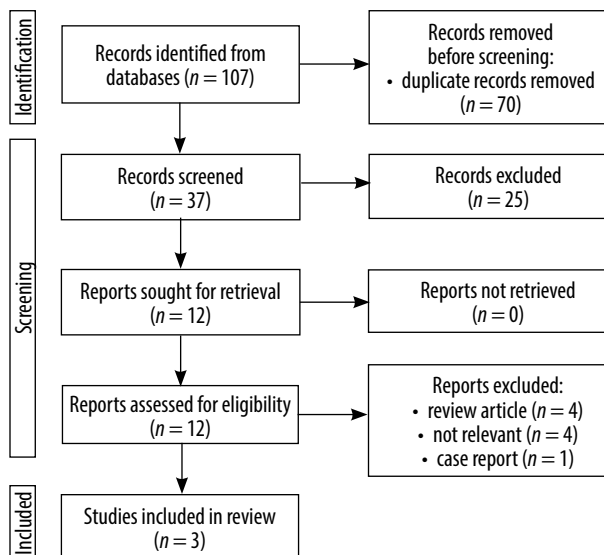 Identification
Records identified from
databases (n = 107)
Records removed
before screening:
• duplicate records removed
(n = 70)
Screening
Records screened
(n = 37)
Records excluded
(n = 25)
Reports sought for retrieval
(n = 12)
Reports not retrieved
(n = 0)
Reports assessed for eligibility
(n = 12)
Reports excluded:
• review article (n = 4)
• not relevant (n = 4)
• case report (n = 1)
Included
Studies included in review
(n = 3)